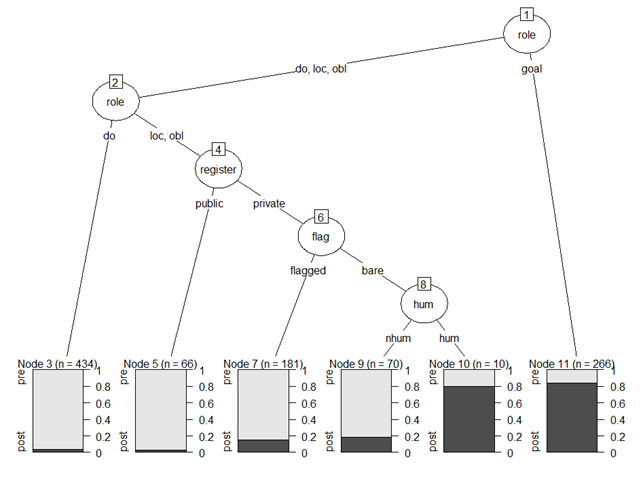 1
role
do, loc, obl
goal
2
role
do
loc, obl
4
register
public
private
6
flag
flagged
bare
8
hum
nhum
hum
Node 3 (n = 434)
Node 5 (n = 66)
Node 7 (n = 181)
Node 9 (n = 70)
Node 10 (n = 10)
Node 11 (n = 266)
pre
post
1
0.8
0.6
0.4
0.2
0
pre
post
1
0.8
0.6
0.4
0.2
0
pre
post
1
0.8
0.6
0.4
0.2
0
pre
post
1
0.8
0.6
0.4
0.2
0
pre
post
1
0.8
0.6
0.4
0.2
0
pre
post
1
0.8
0.6
0.4
0.2
0